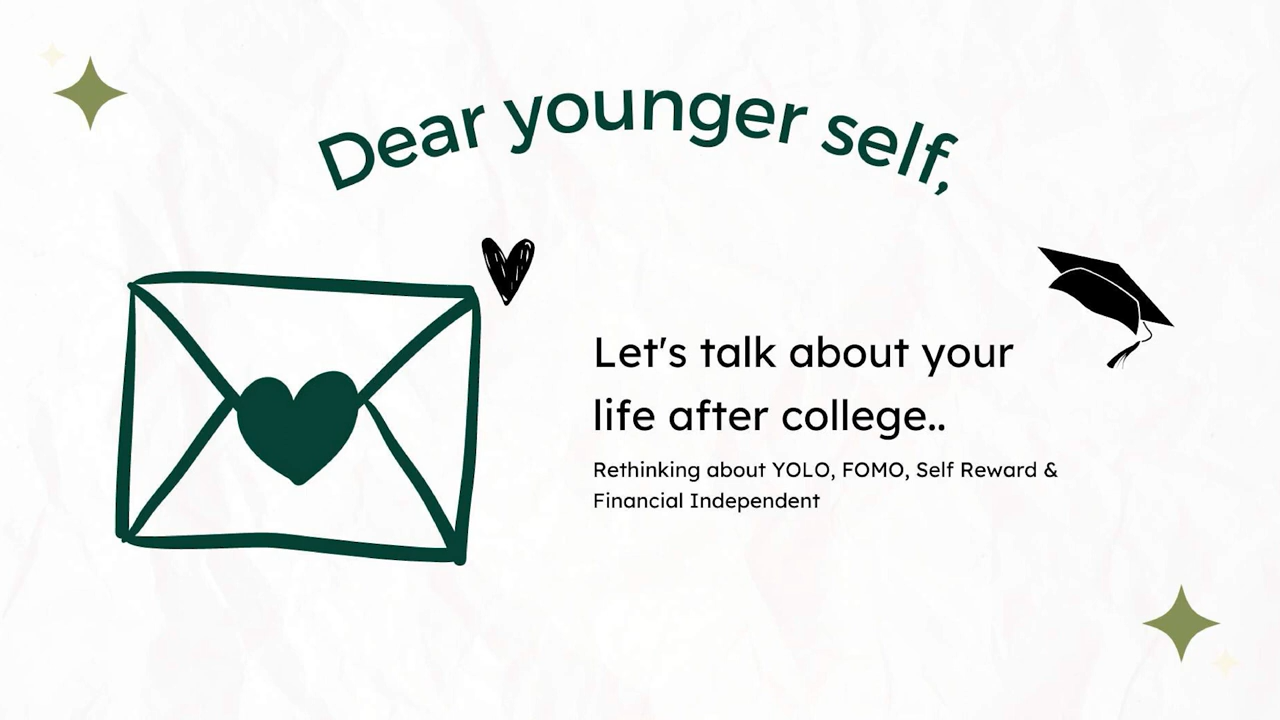 Dear younger self,
Let's talk about your
life after college..
Rethinking about YOLO, FOMO, Self Reward &
Financial Independent